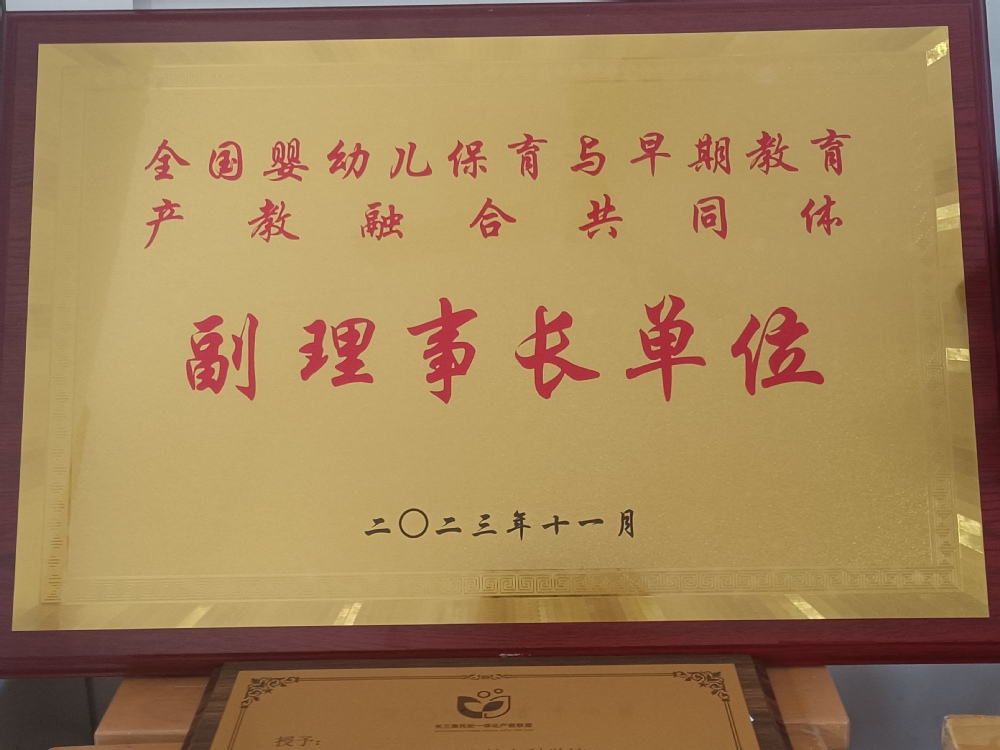 全国婴幼儿保育与早期教育
产教融合共同体
副理事长单位
二〇二三年十一月
授予：